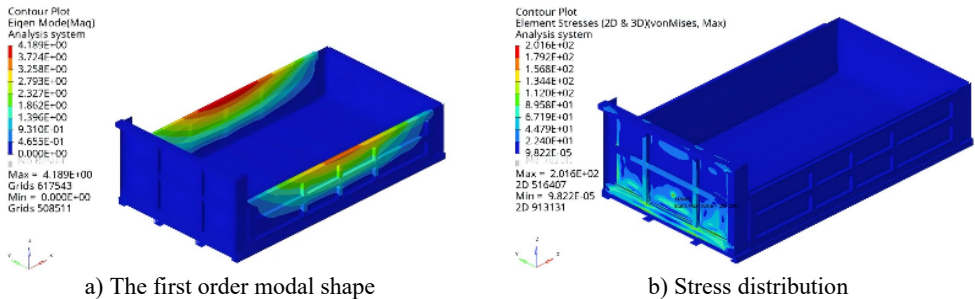 Contour Plot
Eigen Mode(Mag)
Analysis system
4.189E+00
3.724E+00
3.258E+00
2.793E+00
2.327E+00
1.862E+00
1.396E+00
9.310E-01
4.655E-01
0.000E+00
Max = 4.189E+00
Grids 617543
Min = 0.000E+00
Grids 508511
a) The first order modal shape
Contour Plot
Element Stresses (2D & 3D)(vonMises, Max)
Analysis system
2.016E+02
1.792E+02
1.568E+02
1.344E+02
1.120E+02
8.958E+01
6.719E+01
4.479E+01
2.240E+01
9.822E-05
Max = 2.016E+02
2D 516407
Min = 9.822E-05
2D 913131
b) Stress distribution